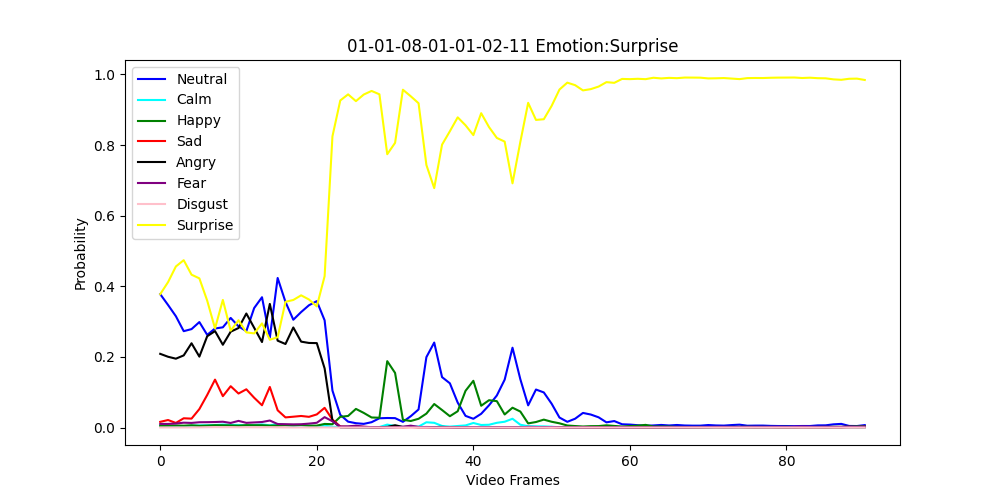 01-01-08-01-01-02-11 Emotion:Surprise
1.0
0.8
0.6
0.4
0.2
0.0
Probability
Neutral
Calm
Happy
Sad
Angry
Fear
Disgust
Surprise
0 20 40 60 80
Video Frames